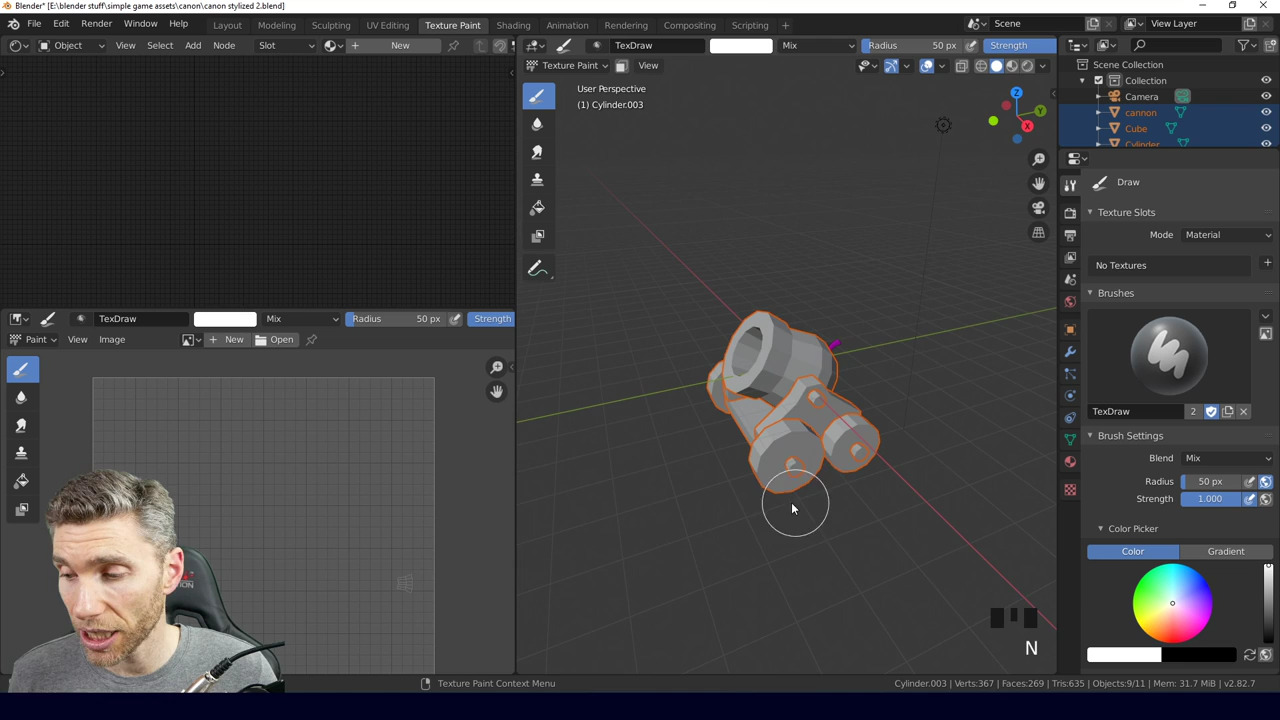 Blender* [E:\blender stuff\simple game assets\canon\canon stylized 2.blend]
File Edit Render Window Help Layout Modeling Sculpting UV Editing Texture Paint Shading Animation Rendering Compositing Scripting + Scene View Layer
Object View Select Add Node Slot New
TexDraw Mix Radius 50 px Strength
Texture Paint View
User Perspective
(1) Cylinder.003
Z
Y
X
Scene Collection
Collection
Camera
cannon
Cube
Cylinder
Draw
Texture Slots
Mode Material
No Textures
Brushes
TexDraw 2
Brush Settings
Blend Mix
Radius 50 px
Strength 1.000
Color Picker
Color Gradient
TexDraw Mix Radius 50 px Strength
Paint View Image New Open
N
Texture Paint Context Menu
Cylinder.003 | Verts:367 | Faces:269 | Tris:635 | Objects:9/11 | Mem: 31.7 MiB | v2.82.7